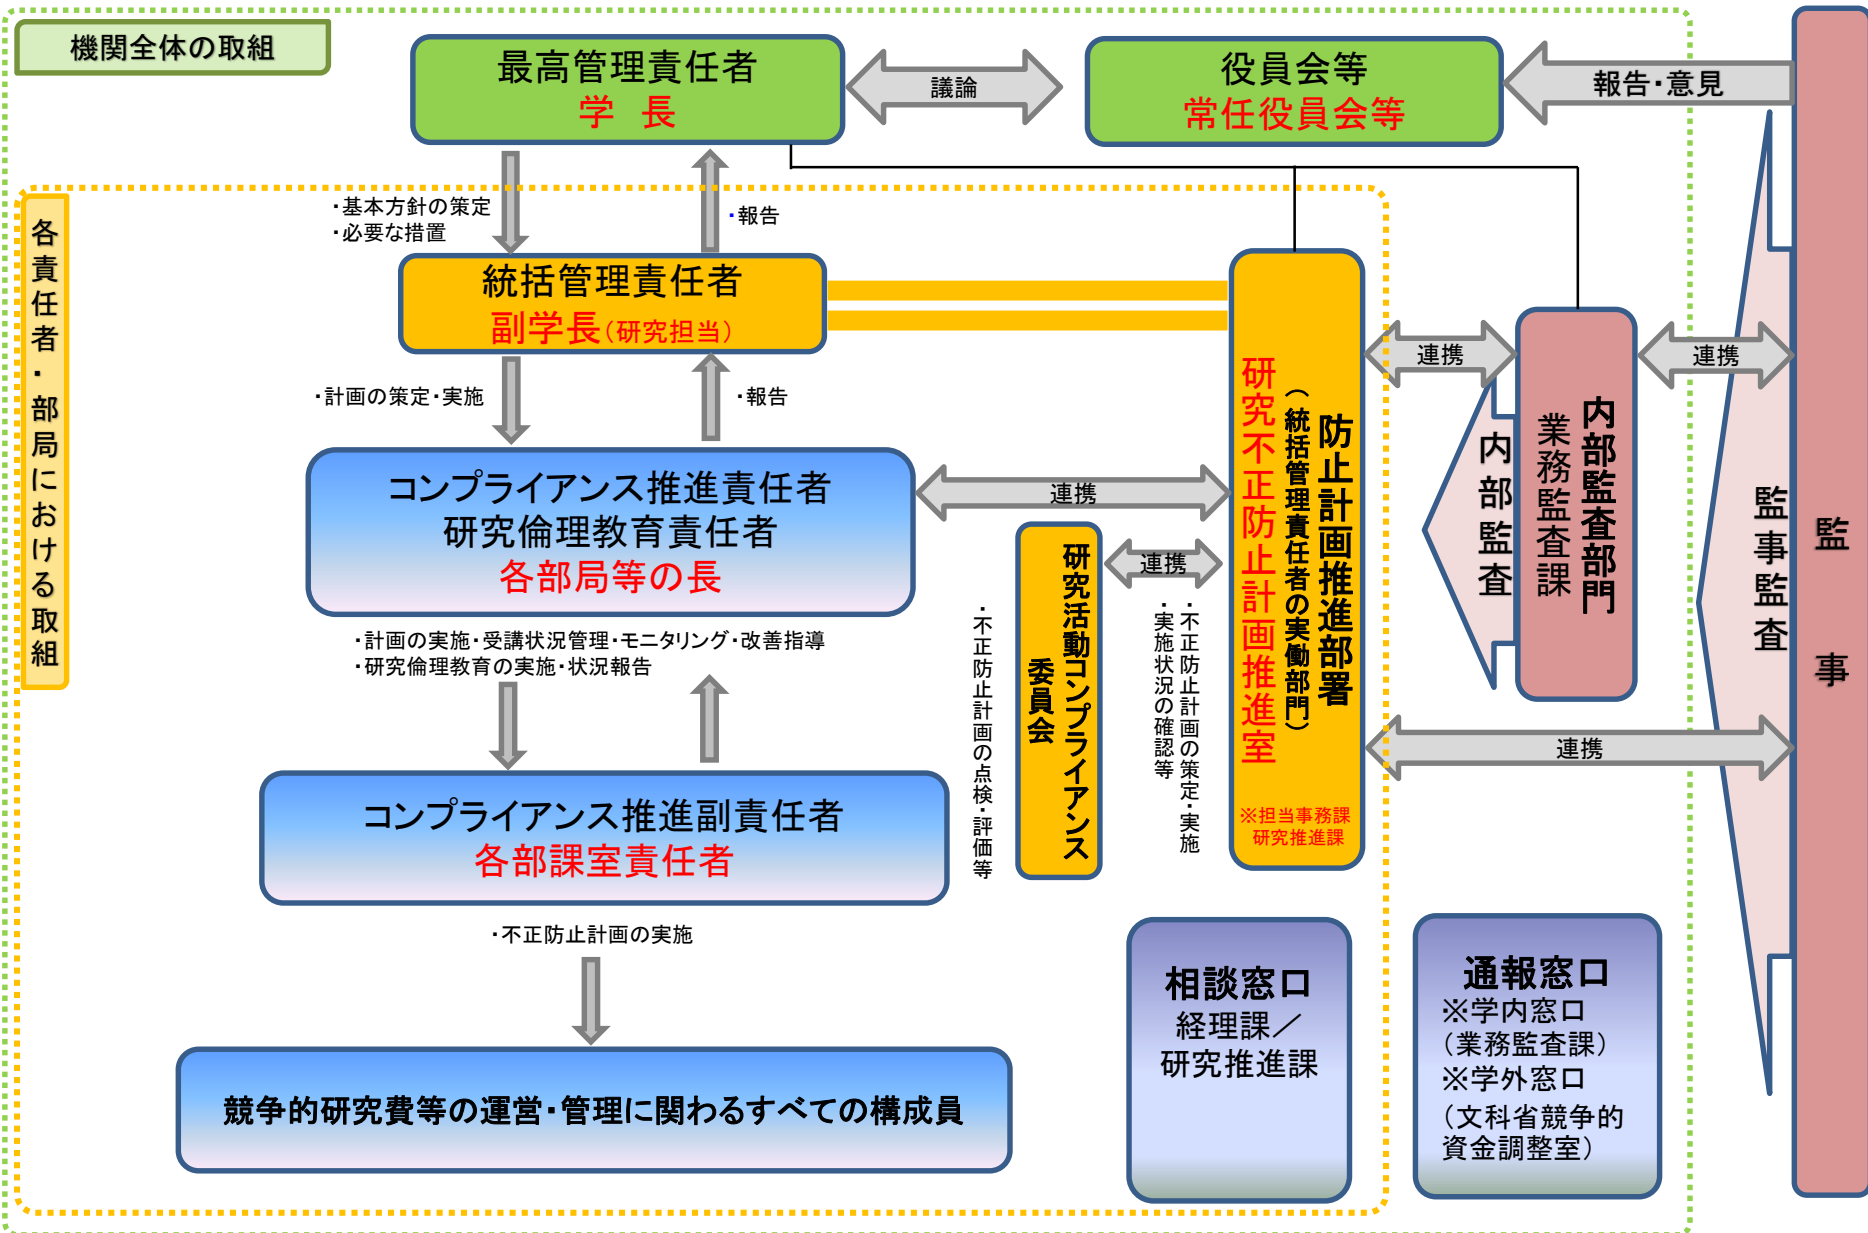 機関全体の取組
最高管理責任者
学　長
議論
役員会等
常任役員会等
報告・意見
各責任者・部局における取組
・基本方針の策定
・必要な措置
・報告
統括管理責任者
副学長（研究担当）
・計画の策定・実施
・報告
コンプライアンス推進責任者
研究倫理教育責任者
各部局等の長
連携
・計画の実施・受講状況管理・モニタリング・改善指導
・研究倫理教育の実施・状況報告
コンプライアンス推進副責任者
各部課室責任者
・不正防止計画の実施
競争的研究費等の運営・管理に関わるすべての構成員
・不正防止計画の点検・評価等
研究活動コンプライアンス
委員会
連携
・不正防止計画の策定・実施
・実施状況の確認等
防止計画推進部署
（統括管理責任者の実働部門）
研究不正防止計画推進室
※担当事務課
研究推進課
連携
内部監査
内部監査部門
業務監査課
連携
連携
監事監査
監　事
相談窓口
経理課／
研究推進課
通報窓口
※学内窓口
（業務監査課）
※学外窓口
（文科省競争的
資金調整室）